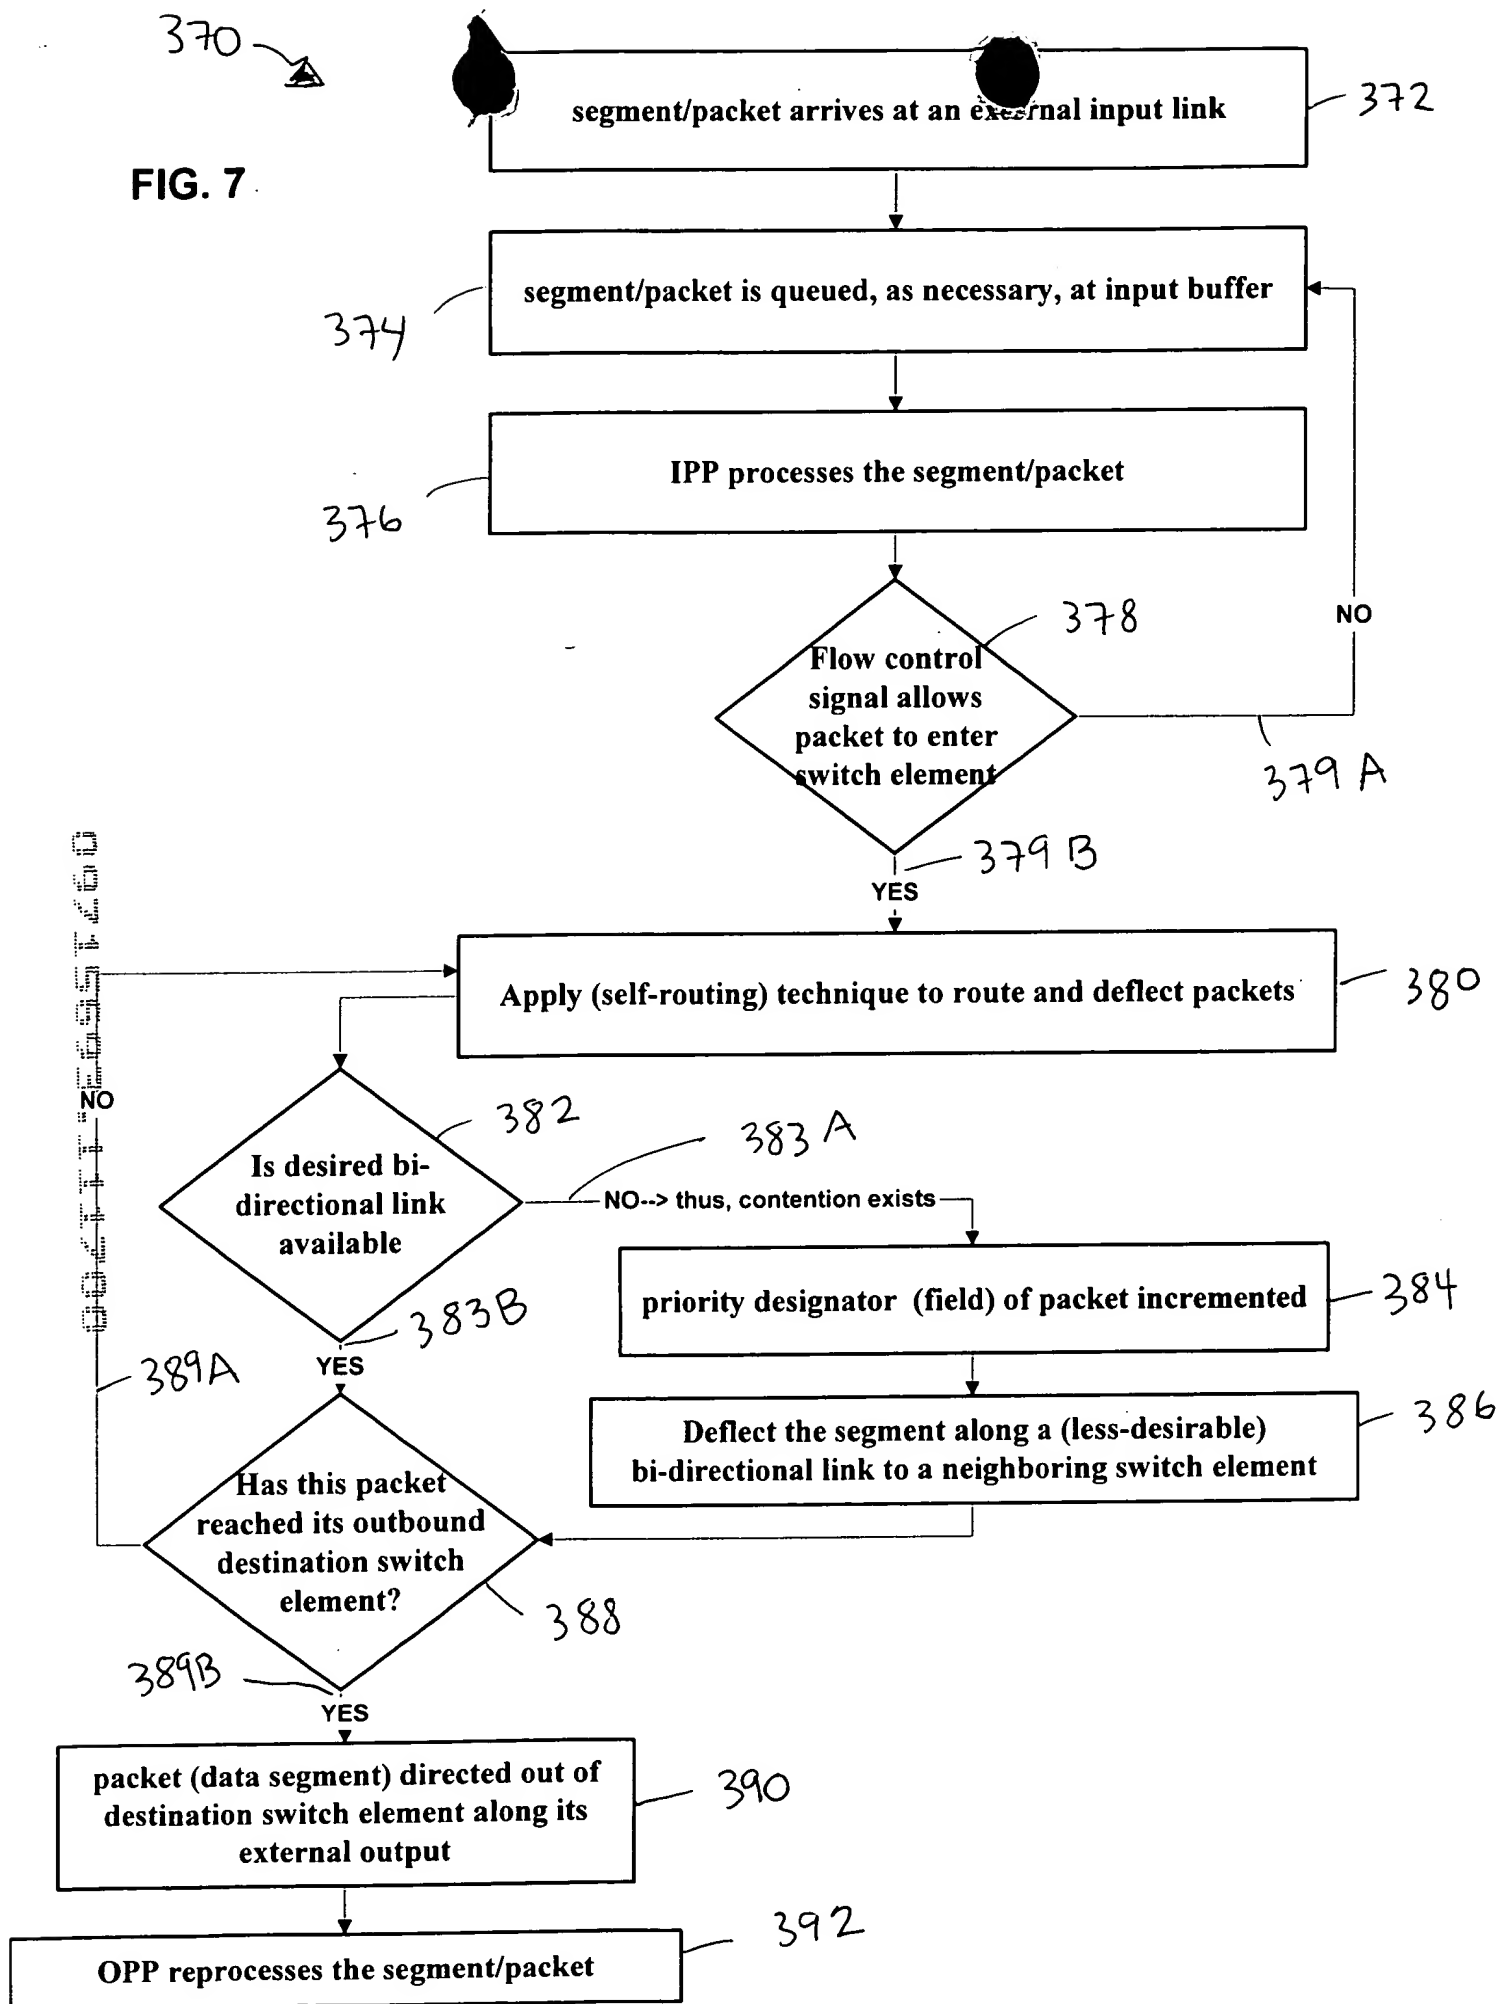 370
FIG. 7
segment/packet arrives at an external input link
372
segment/packet is queued, as necessary, at input buffer
374
IPP processes the segment/packet
376
378
Flow control
signal allows
packet to enter
switch element
NO
379 A
379 B
YES
Apply (self-routing) technique to route and deflect packets
380
09715693.111700
NO
382
Is desired bi-
directional link
available
383 A
NO--> thus, contention exists
priority designator (field) of packet incremented
384
383B
YES
389A
Deflect the segment along a (less-desirable)
bi-directional link to a neighboring switch element
386
Has this packet
reached its outbound
destination switch
element?
388
389B
YES
packet (data segment) directed out of
destination switch element along its
external output
390
OPP reprocesses the segment/packet
392